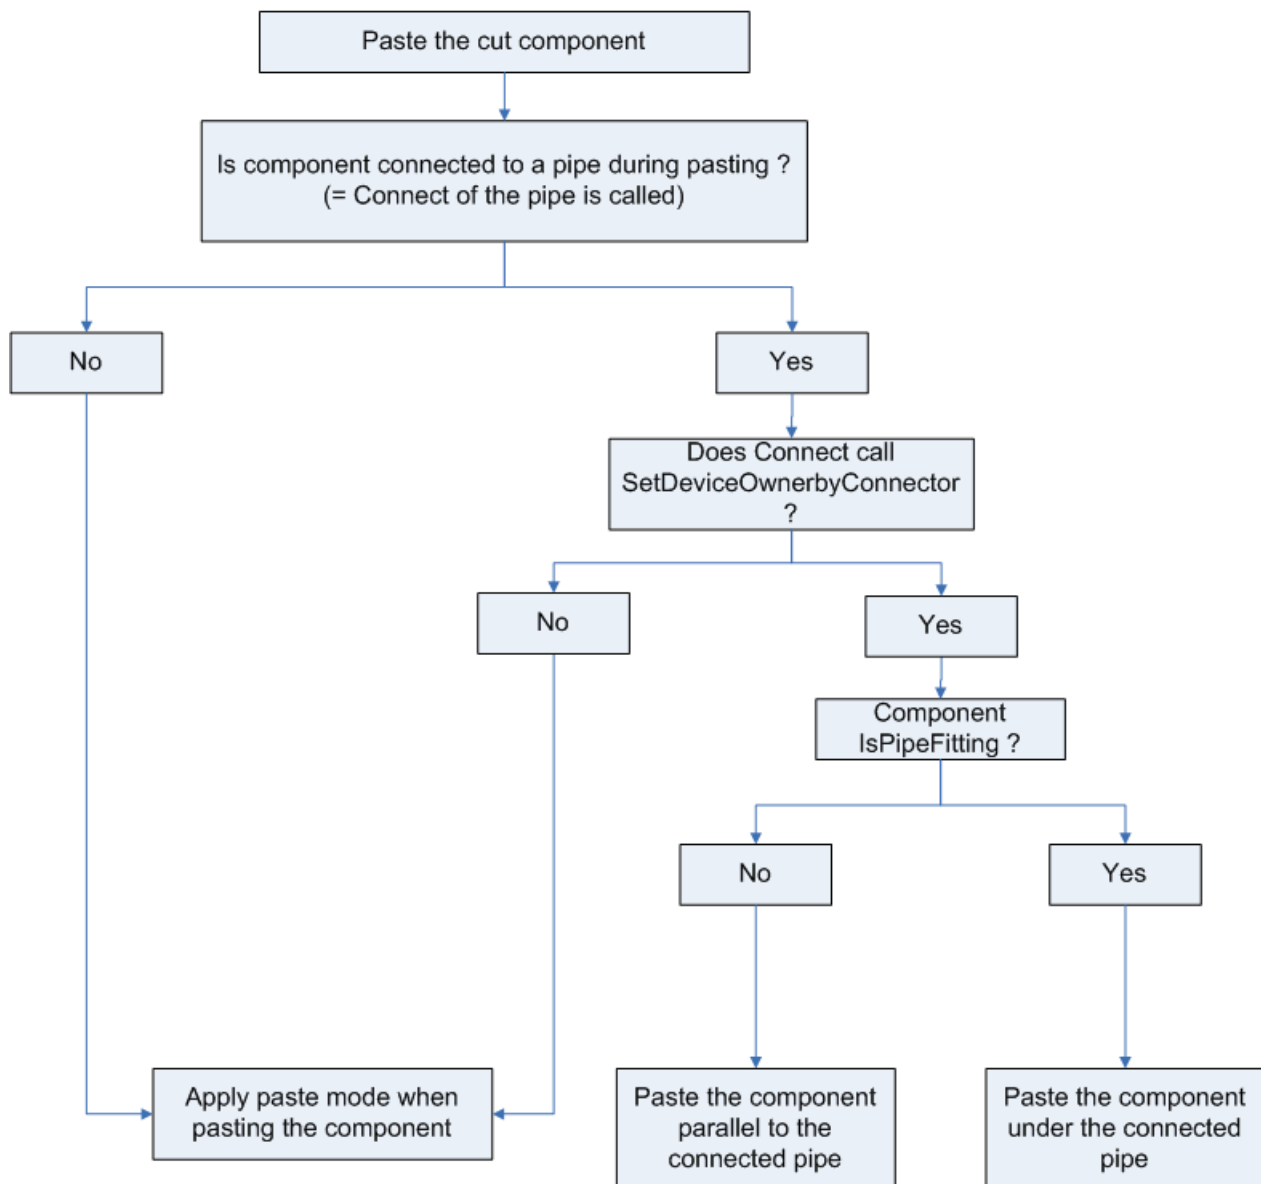 Paste the cut component
Is component connected to a pipe during pasting ?
(= Connect of the pipe is called)
No
Yes
Does Connect call
SetDeviceOwnerbyConnector
?
No
Yes
Component
IsPipeFitting ?
No
Yes
Apply paste mode when
pasting the component
Paste the component
parallel to the
connected pipe
Paste the component
under the connected
pipe